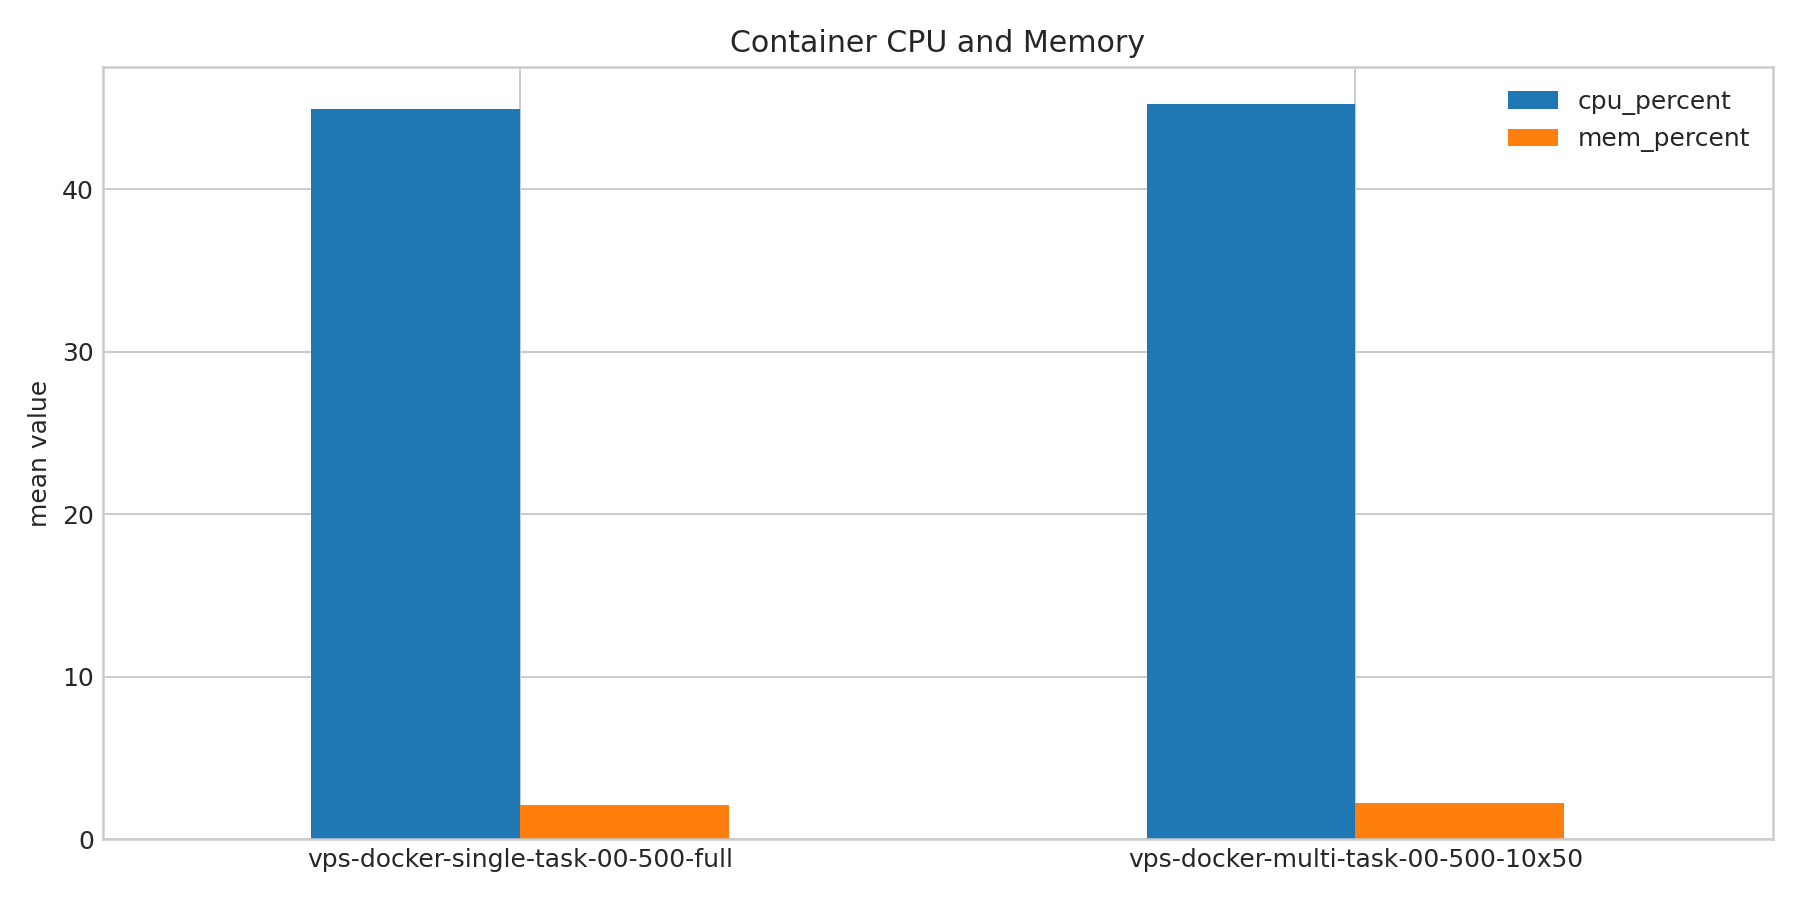 Container CPU and Memory
cpu_percent
mem_percent
mean value
40
30
20
10
0
vps-docker-single-task-00-500-full
vps-docker-multi-task-00-500-10x50